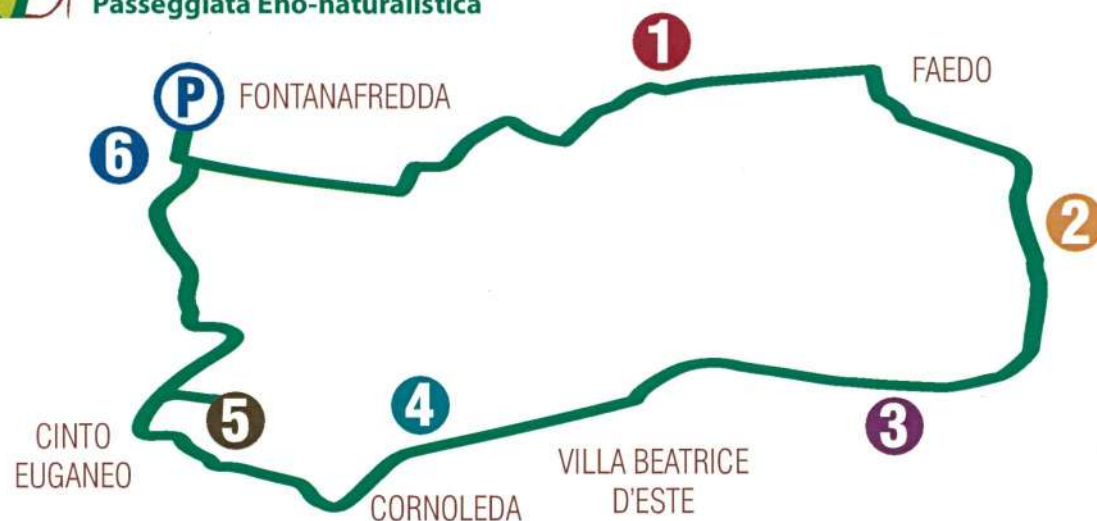 Passeggiata Eno-naturalistica
1
FAEDO
P
FONTANAFREDDA
6
2
4
5
3
CINTO
EUGANEO
VILLA BEATRICE
D'ESTE
CORNOLEDA